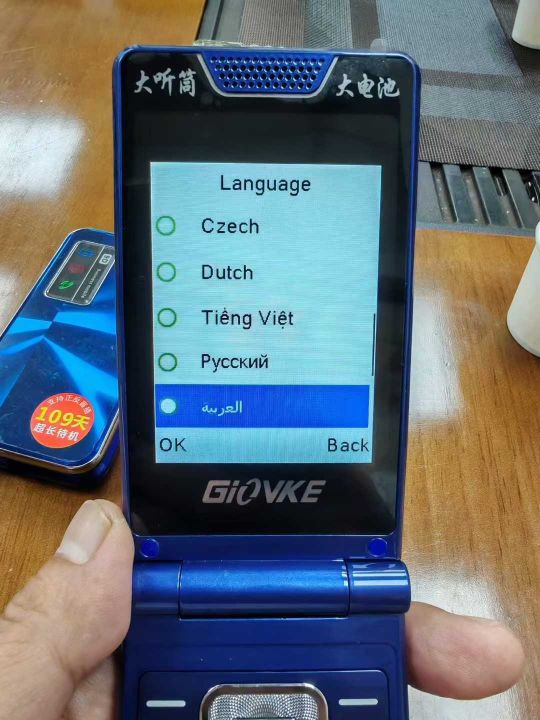 大听筒 大电池
Language
Czech
Dutch
Tiếng Việt
Русский
العربية
OK Back
GIOVKE
109天
超长待机